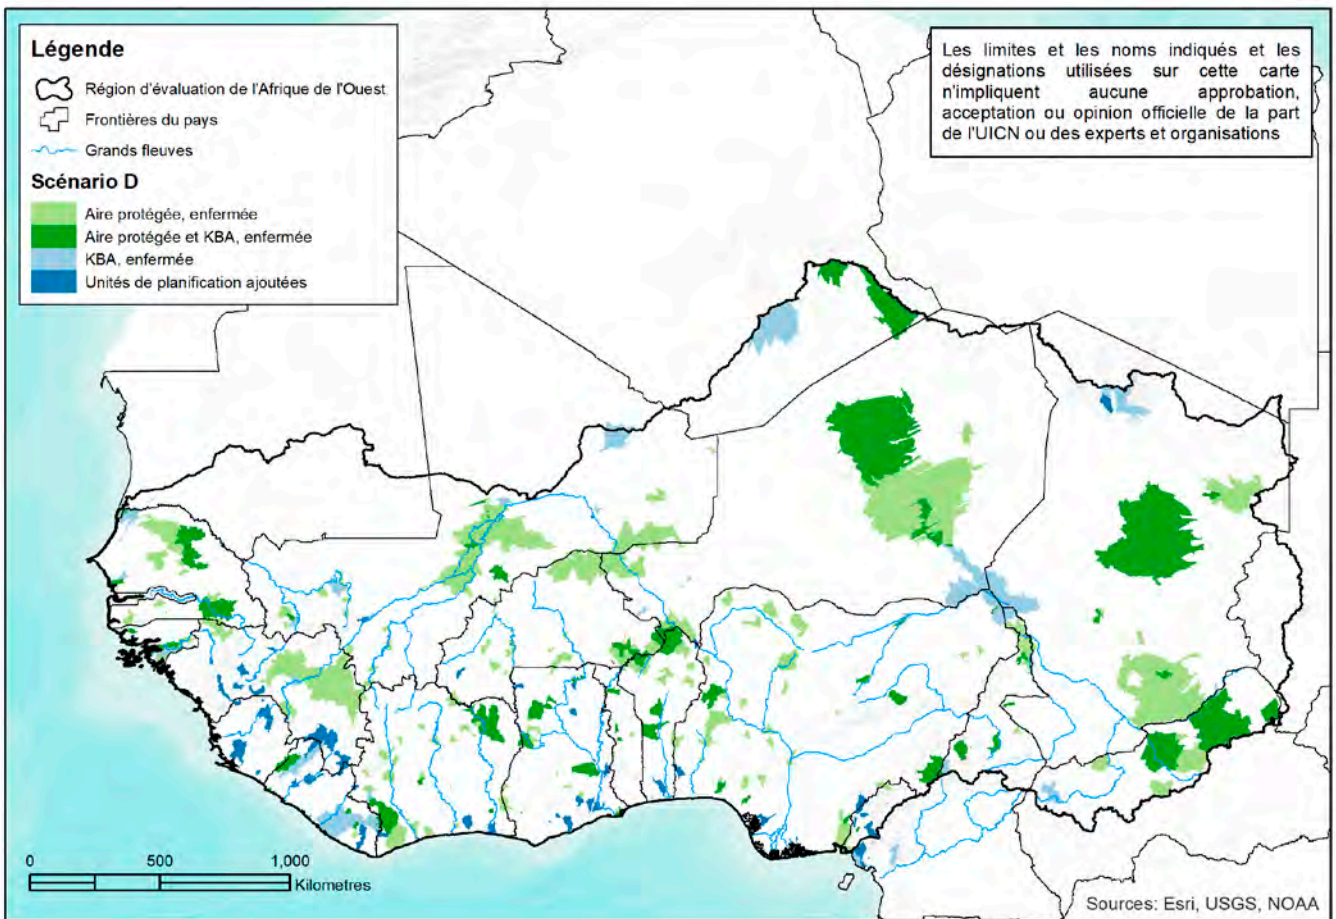 Légende
Région d'évaluation de l'Afrique de l'Ouest
Frontières du pays
Grands fleuves
Scénario D
Aire protégée, enfermée
Aire protégée et KBA, enfermée
KBA, enfermée
Unités de planification ajoutées
Les limites et les noms indiqués et les
désignations utilisées sur cette carte
n'impliquent aucune approbation,
acceptation ou opinion officielle de la part
de l'UICN ou des experts et organisations
0 500 1,000
Kilometres
Sources: Esri, USGS, NOAA